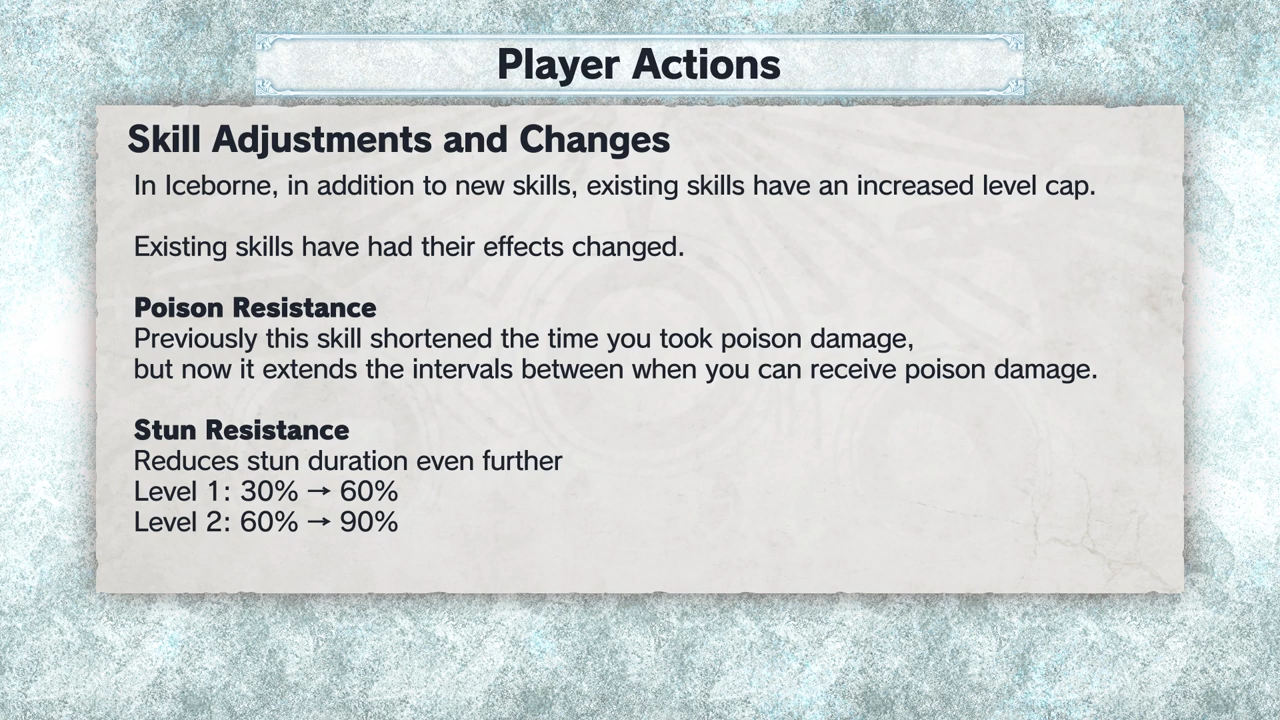 Player Actions
Skill Adjustments and Changes
In Iceborne, in addition to new skills, existing skills have an increased level cap.
Existing skills have had their effects changed.
Poison Resistance
Previously this skill shortened the time you took poison damage,
but now it extends the intervals between when you can receive poison damage.
Stun Resistance
Reduces stun duration even further
Level 1: 30% → 60%
Level 2: 60% → 90%